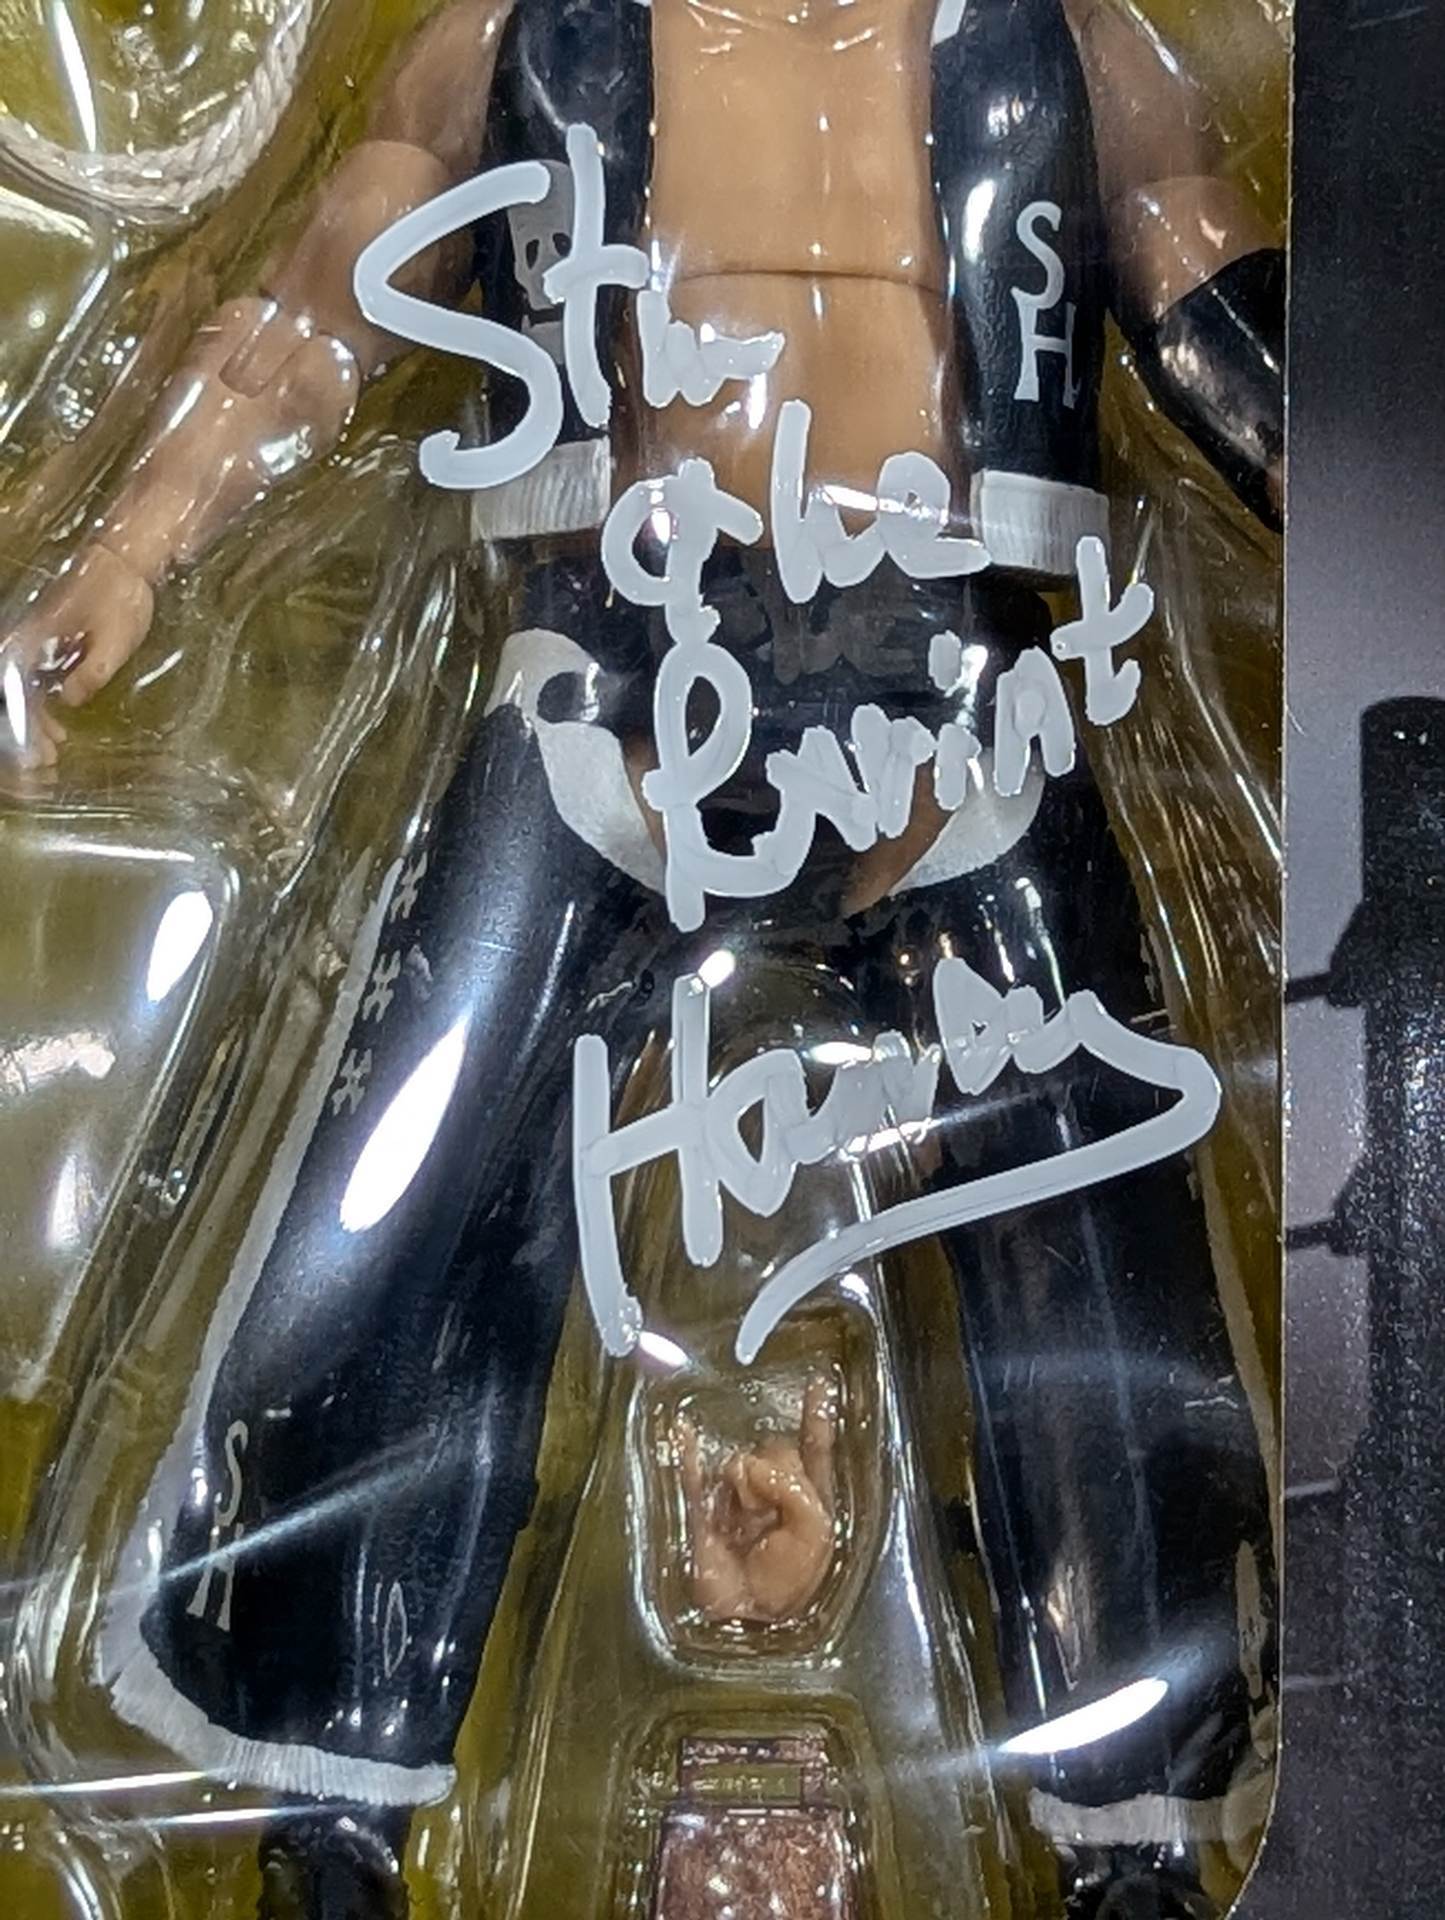 Stan
S
H
the
Lariat
Hansen
S
H